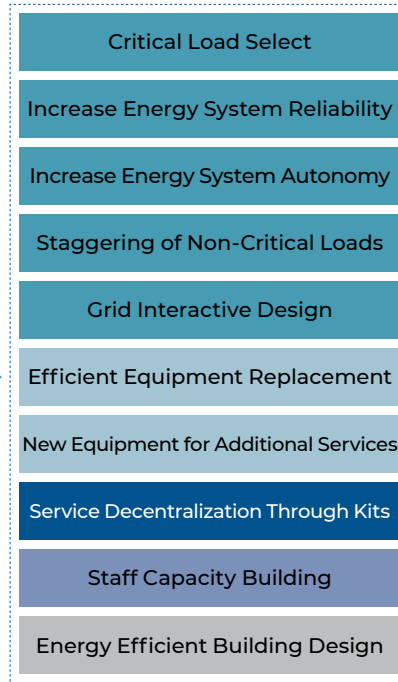 Critical Load Select
Increase Energy System Reliability
Increase Energy System Autonomy
Staggering of Non-Critical Loads
Grid Interactive Design
Efficient Equipment Replacement
New Equipment for Additional Services
Service Decentralization Through Kits
Staff Capacity Building
Energy Efficient Building Design